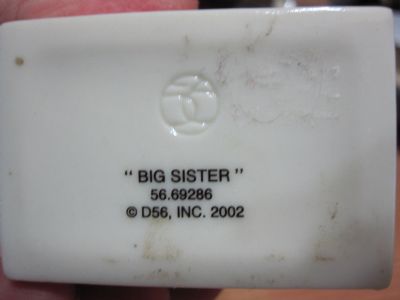 “ BIG SISTER ”
56.69286
© D56, INC. 2002